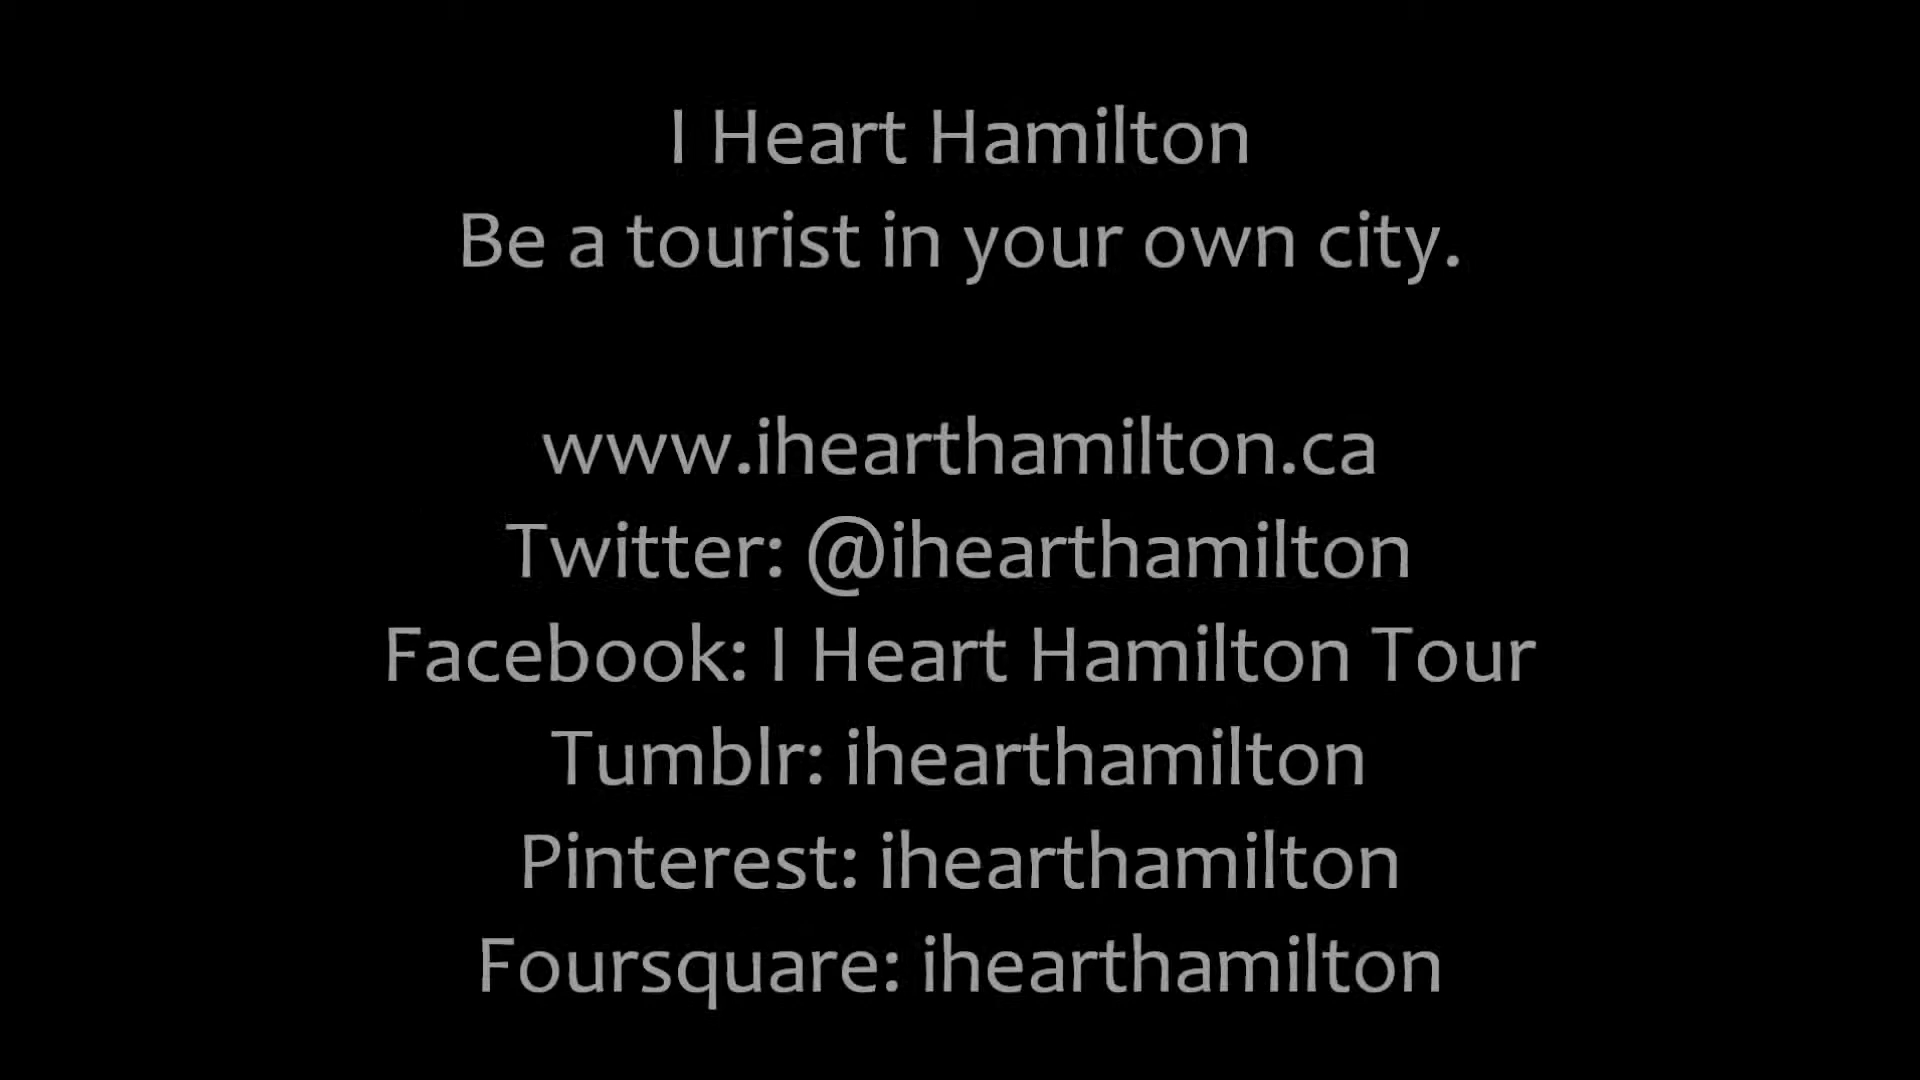 I Heart Hamilton
Be a tourist in your own city.
www.ihearthamilton.ca
Twitter: @ihearthamilton
Facebook: I Heart Hamilton Tour
Tumblr: ihearthamilton
Pinterest: ihearthamilton
Foursquare: ihearthamilton